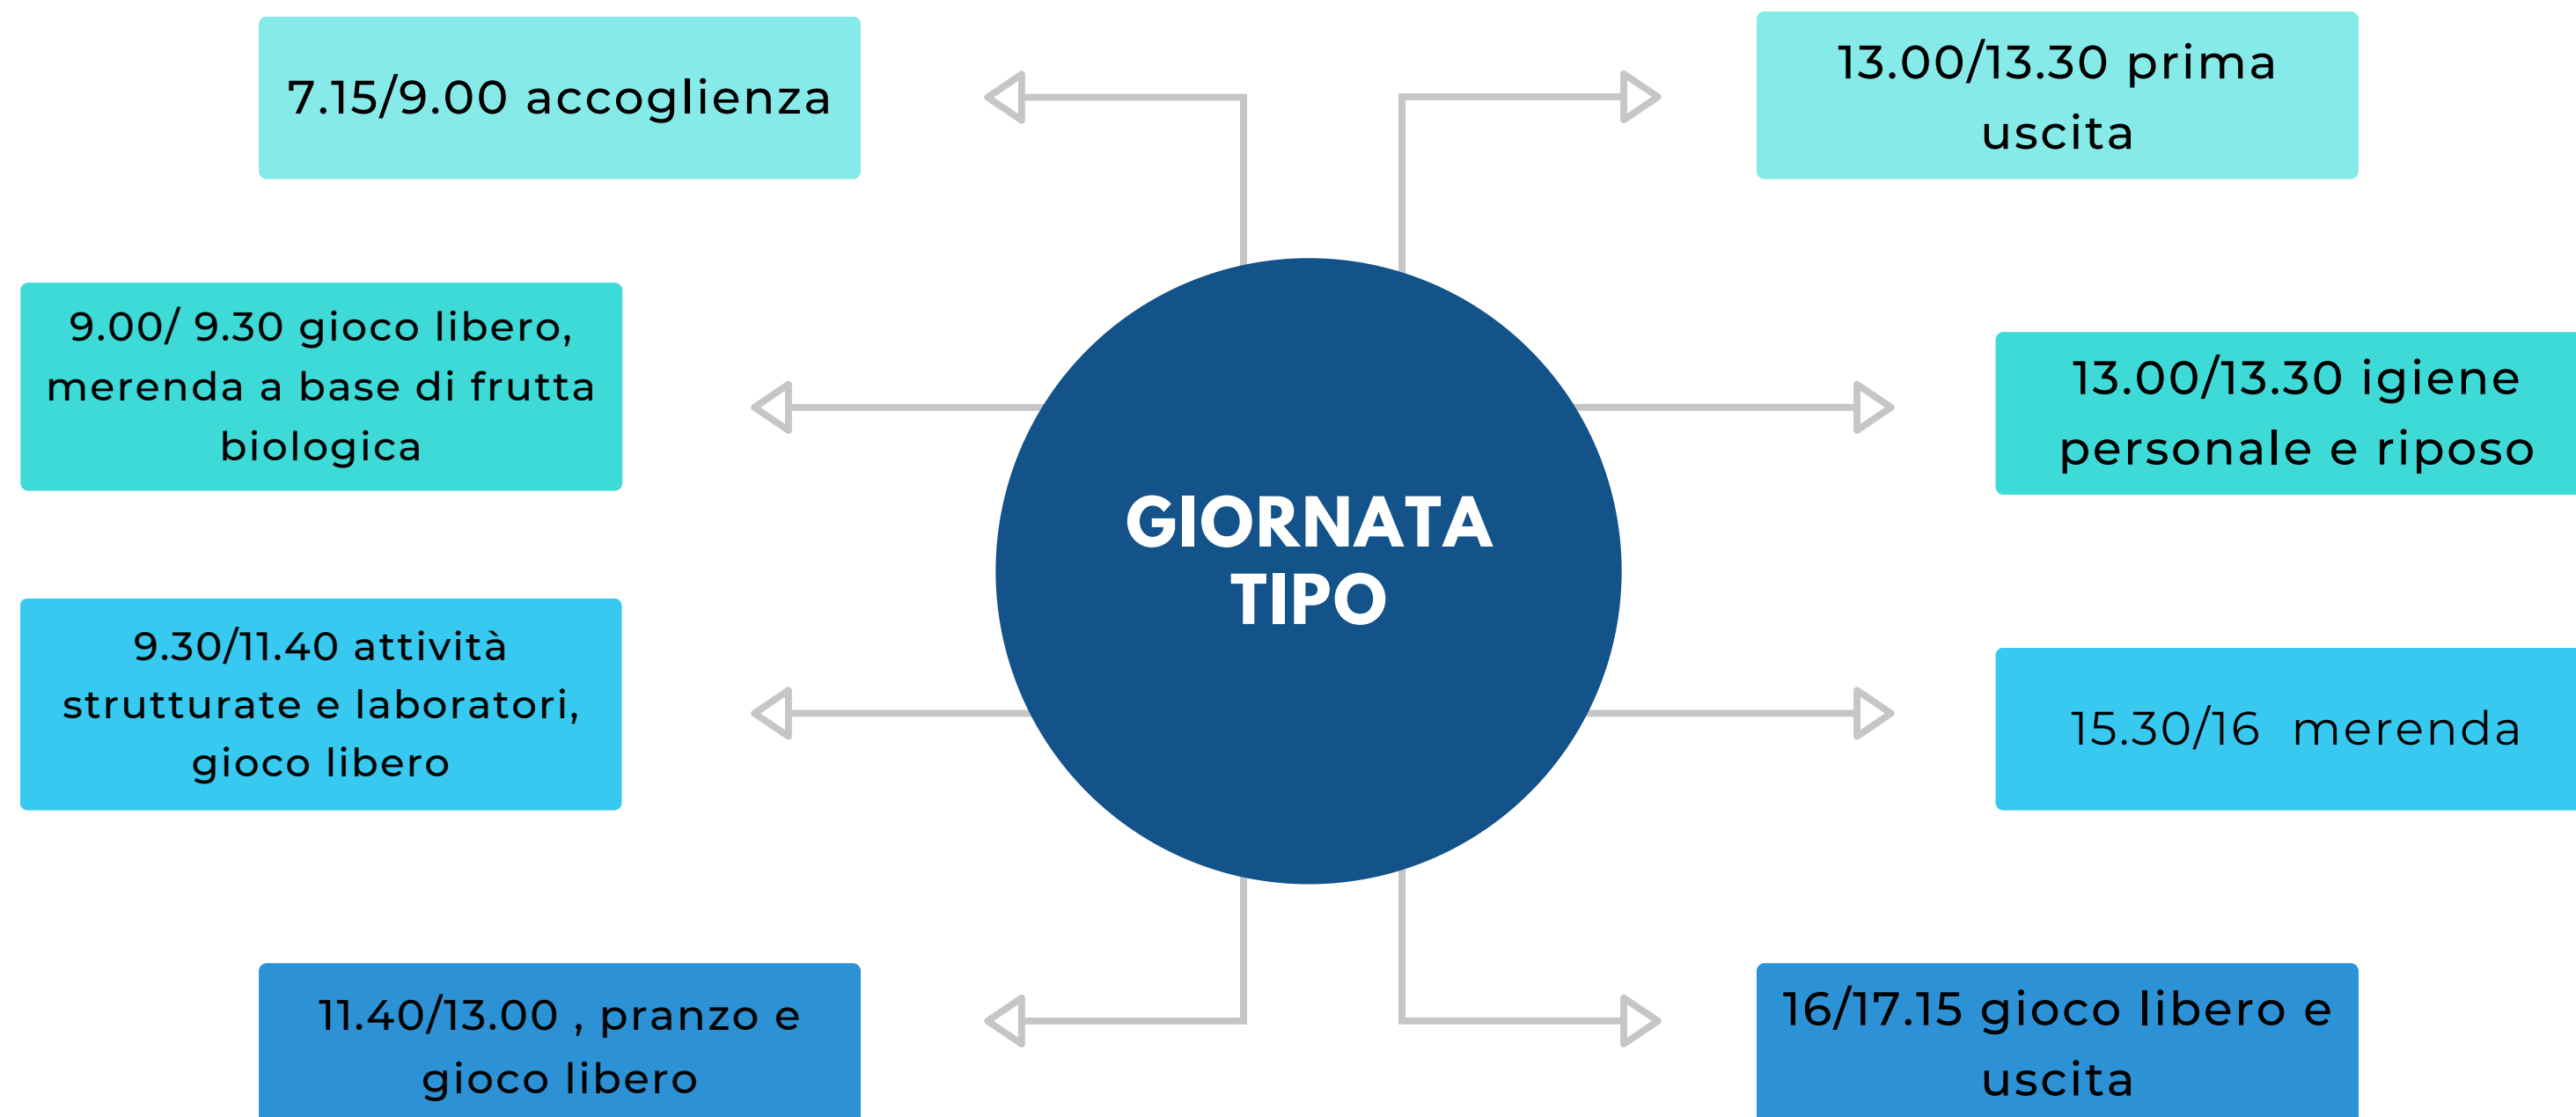 7.15/9.00 accoglienza
9.00/ 9.30 gioco libero,
merenda a base di frutta
biologica
9.30/11.40 attività
strutturate e laboratori,
gioco libero
11.40/13.00 , pranzo e
gioco libero
GIORNATA
TIPO
13.00/13.30 prima
uscita
13.00/13.30 igiene
personale e riposo
15.30/16  merenda
16/17.15 gioco libero e
uscita